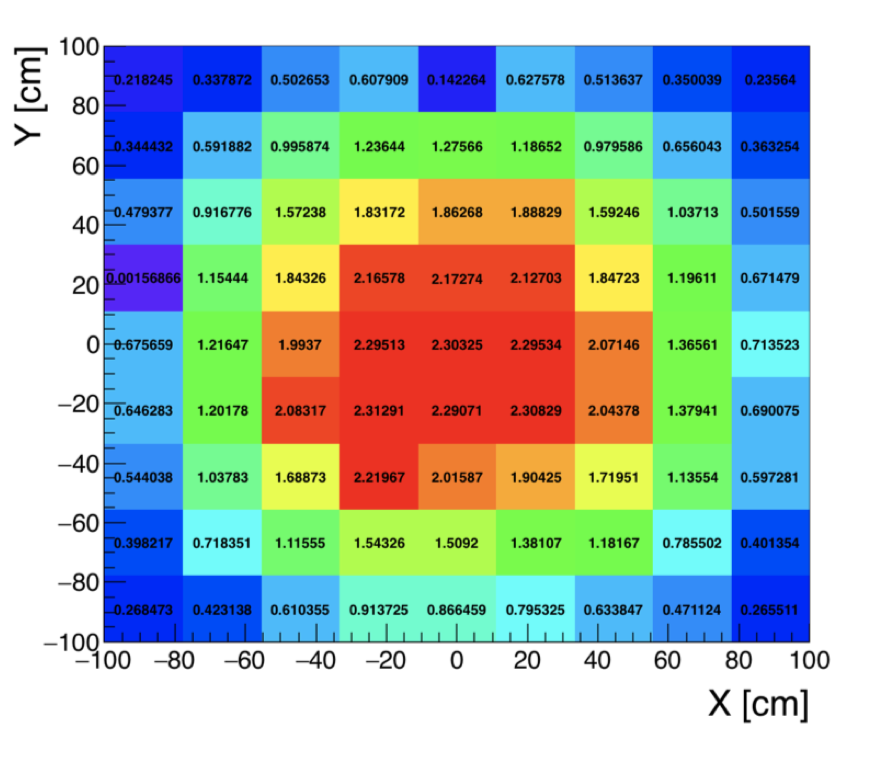 Y [cm]
100
0.218245 0.337872 0.502653 0.607909 0.142264 0.627578 0.513637 0.350039 0.23564
80
0.344432 0.591882 0.995874 1.23644 1.27566 1.18652 0.979586 0.656043 0.363254
60
0.479377 0.916776 1.57238 1.83172 1.86268 1.88829 1.59246 1.03713 0.501559
40
0.00156866 1.15444 1.84326 2.16578 2.17274 2.12703 1.84723 1.19611 0.671479
20
0
0.675659 1.21647 1.9937 2.29513 2.30325 2.29534 2.07146 1.36561 0.713523
−20
0.646283 1.20178 2.08317 2.31291 2.29071 2.30829 2.04378 1.37941 0.690075
−40
0.544038 1.03783 1.68873 2.21967 2.01587 1.90425 1.71951 1.13554 0.597281
−60
0.398217 0.718351 1.11555 1.54326 1.5092 1.38107 1.18167 0.785502 0.401354
−80
0.268473 0.423138 0.610355 0.913725 0.866459 0.795325 0.633847 0.471124 0.265511
−100
−100 −80 −60 −40 −20 0 20 40 60 80 100
X [cm]